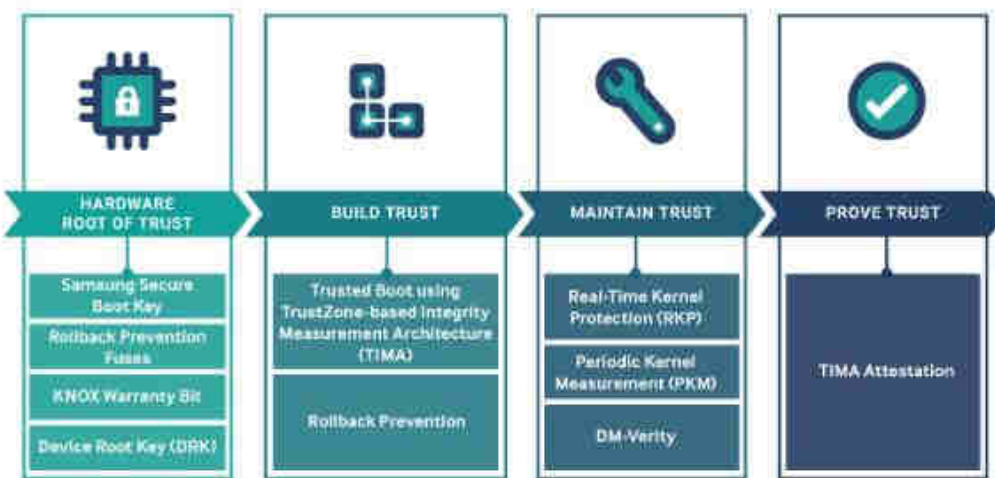 HARDWARE
ROOT OF TRUST
Samsung Secure
Boot Key
Rollback Prevention
Fuses
KNOX Warranty Bit
Device Root Key (DRK)
BUILD TRUST
Trusted Boot using
TrustZone-based Integrity
Measurement Architecture
(TIMA)
Rollback Prevention
MAINTAIN TRUST
Real-Time Kernel
Protection (RKP)
Periodic Kernel
Measurement (PKM)
DM-Verity
PROVE TRUST
TIMA Attestation